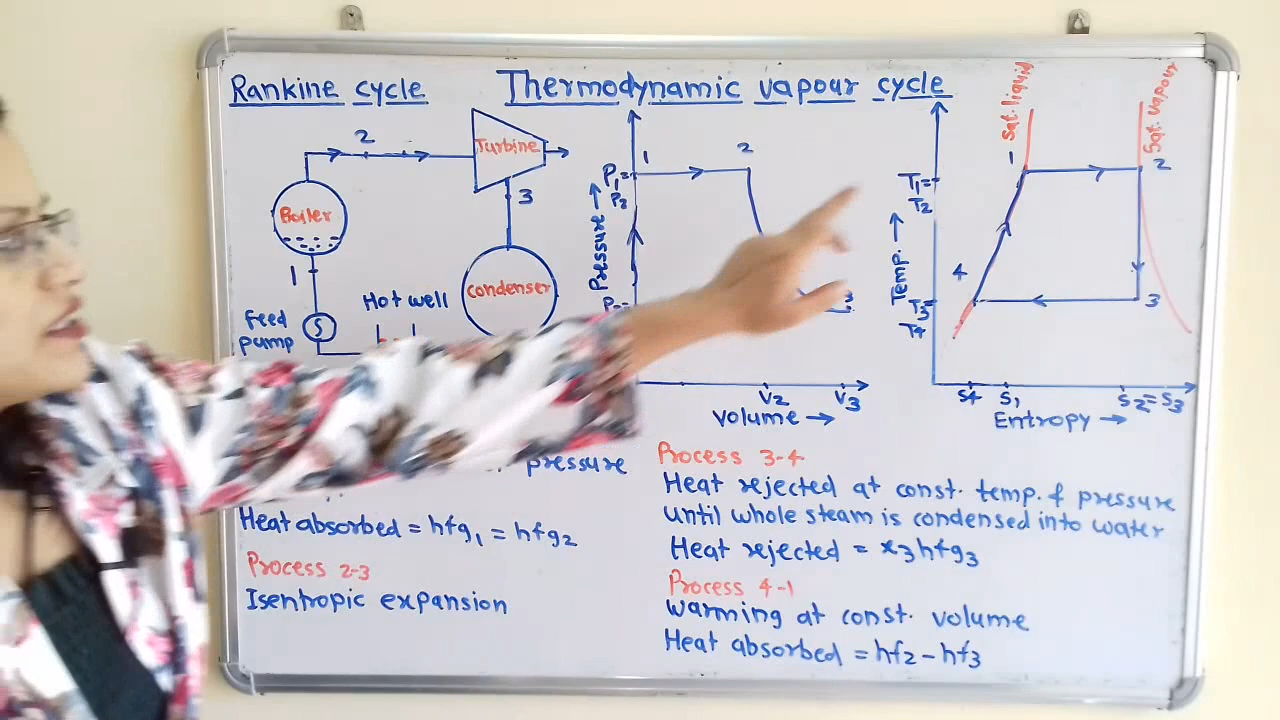 Rankine cycle
Thermodynamic vapour cycle
2
Turbine
3
Boiler
1
Hot well
condenser
Feed
pump
S
1
2
P₁=
P₂
Pressure →
3
V₂
V₃
Volume →
Sat. liquid
Sat. vapour
1
2
T₁=
T₂
Temp. →
4
T₃=
T₄
3
S₄
S₁
S₂=S₃
Entropy →
pressure
Heat absorbed = hfg₁ = hfg₂
Process 2-3
Isentropic expansion
Process 3-4
Heat rejected at const. temp. & pressure
until whole steam is condensed into water
Heat rejected = x₃hfg₃
Process 4-1
warming at const. volume
Heat absorbed = hf₂ - hf₃